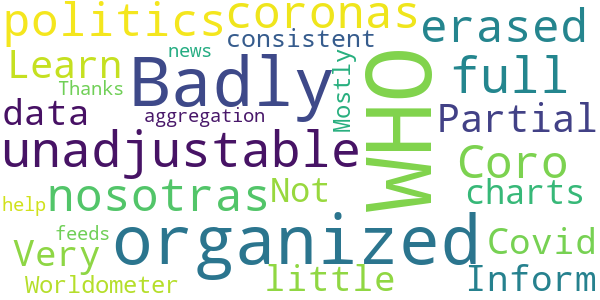 politics
coronas
erased
news
consistent
Learn
Badly
WHO
full
Thanks
Mostly
data
aggregation
Partial
unadjustable
Coro
nosotras
Not
charts
help
organized
feeds
Very
Covid
Worldometer
little
Inform